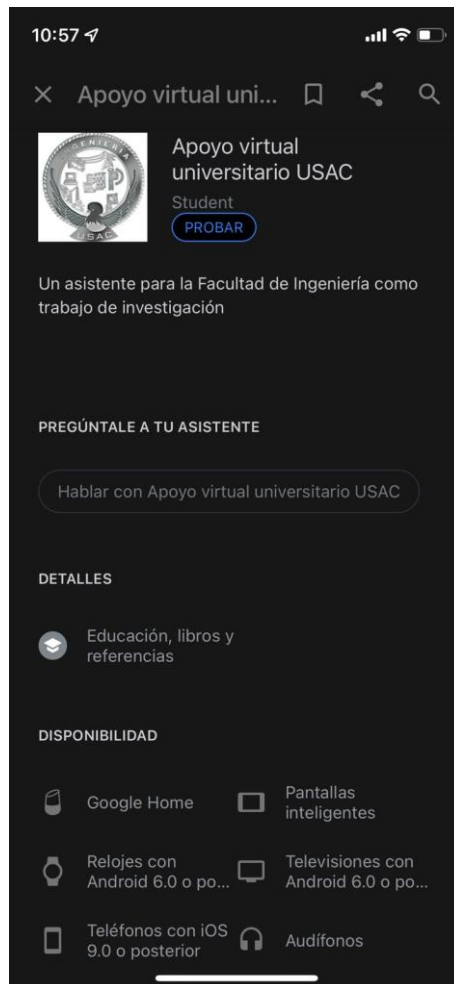 10:57
Apoyo virtual uni...
INGENIERIA
USAC
Apoyo virtual
universitario USAC
Student
PROBAR
Un asistente para la Facultad de Ingeniería como
trabajo de investigación
PREGÚNTALE A TU ASISTENTE
Hablar con Apoyo virtual universitario USAC
DETALLES
Educación, libros y
referencias
DISPONIBILIDAD
Google Home
Pantallas
inteligentes
Relojes con
Android 6.0 o po...
Televisiones con
Android 6.0 o po...
Teléfonos con iOS
9.0 o posterior
Audífonos